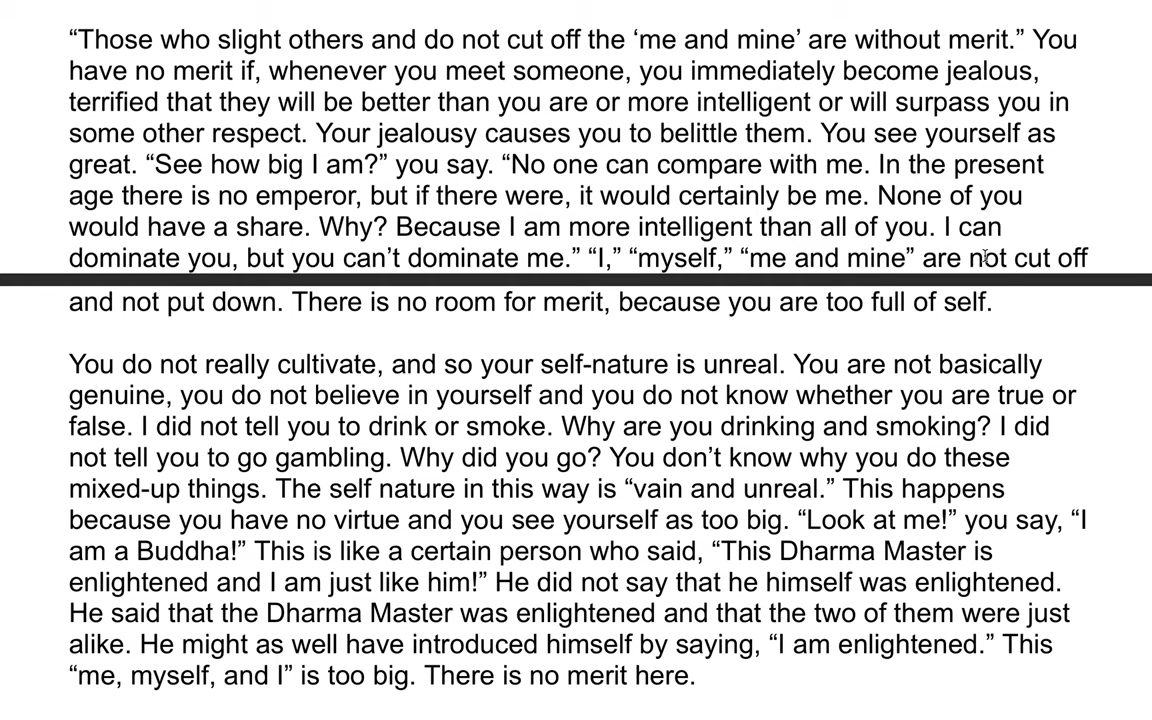 “Those who slight others and do not cut off the ‘me and mine’ are without merit.” You
have no merit if, whenever you meet someone, you immediately become jealous,
terrified that they will be better than you are or more intelligent or will surpass you in
some other respect. Your jealousy causes you to belittle them. You see yourself as
great. “See how big I am?” you say. “No one can compare with me. In the present
age there is no emperor, but if there were, it would certainly be me. None of you
would have a share. Why? Because I am more intelligent than all of you. I can
dominate you, but you can’t dominate me.” “I,” “myself,” “me and mine” are not cut off
and not put down. There is no room for merit, because you are too full of self.
You do not really cultivate, and so your self-nature is unreal. You are not basically
genuine, you do not believe in yourself and you do not know whether you are true or
false. I did not tell you to drink or smoke. Why are you drinking and smoking? I did
not tell you to go gambling. Why did you go? You don’t know why you do these
mixed-up things. The self nature in this way is “vain and unreal.” This happens
because you have no virtue and you see yourself as too big. “Look at me!” you say, “I
am a Buddha!” This is like a certain person who said, “This Dharma Master is
enlightened and I am just like him!” He did not say that he himself was enlightened.
He said that the Dharma Master was enlightened and that the two of them were just
alike. He might as well have introduced himself by saying, “I am enlightened.” This
“me, myself, and I” is too big. There is no merit here.